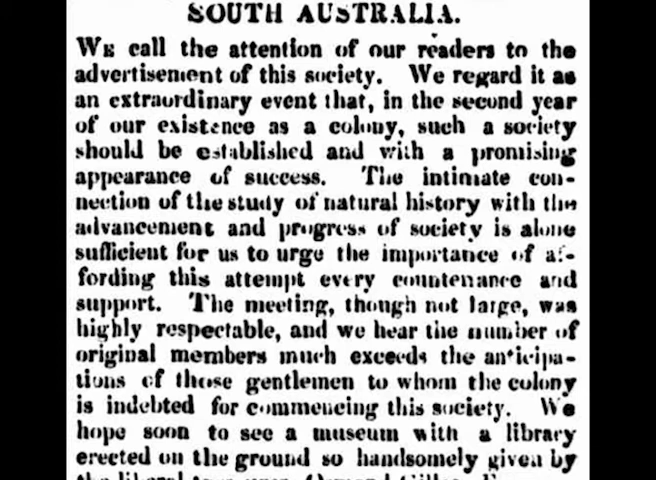 SOUTH AUSTRALIA.
WE call the attention of our readers to the
advertisement of this society. We regard it as
an extraordinary event that, in the second year
of our existence as a colony, such a society
should be established and with a promising
appearance of success. The intimate con-
nection of the study of natural history with the
advancement and progress of society is alone
sufficient for us to urge the importance of af-
fording this attempt every countenance and
support. The meeting, though not large, was
highly respectable, and we hear the number of
original members much exceeds the anticipa-
tions of those gentlemen to whom the colony
is indebted for commencing this society. We
hope soon to see a museum with a library
erected on the ground so handsomely given by